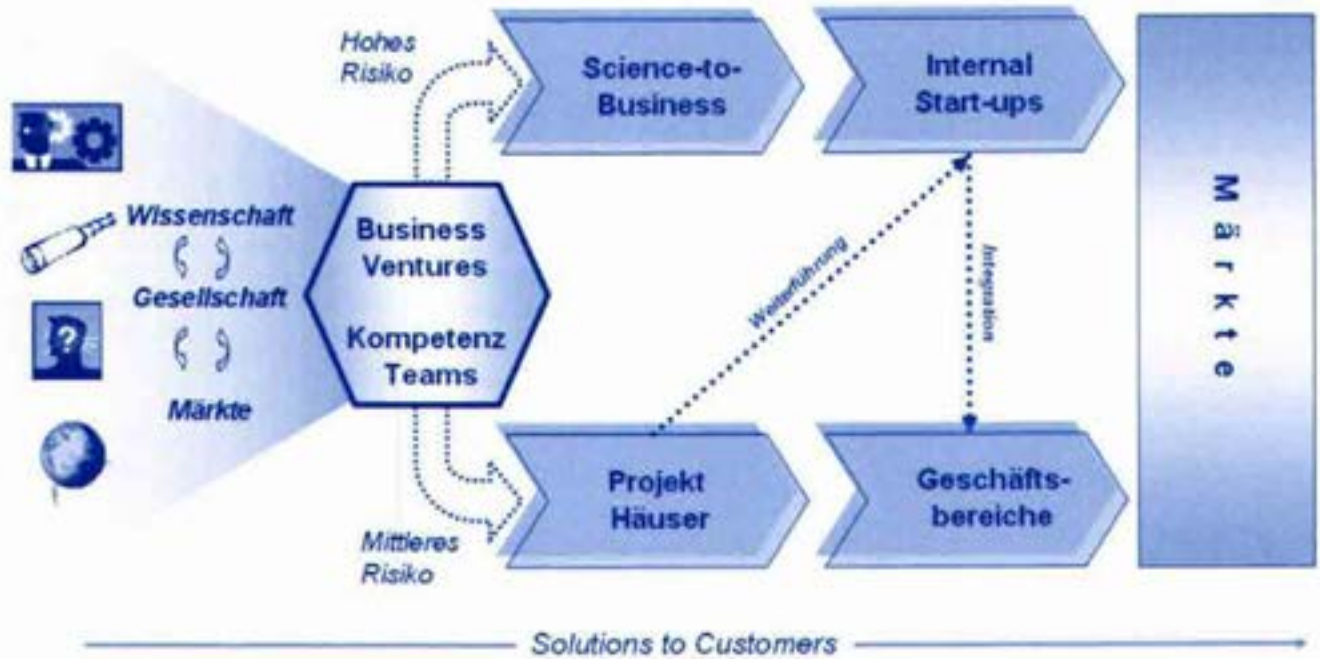 Hohes
Risiko
Science-to-
Business
Internal
Start-ups
Wissenschaft
Gesellschaft
Märkte
Business
Ventures
Kompetenz
Teams
Weiterführung
Integration
Märkte
Projekt
Häuser
Geschäfts-
bereiche
Mittleres
Risiko
Solutions to Customers
?